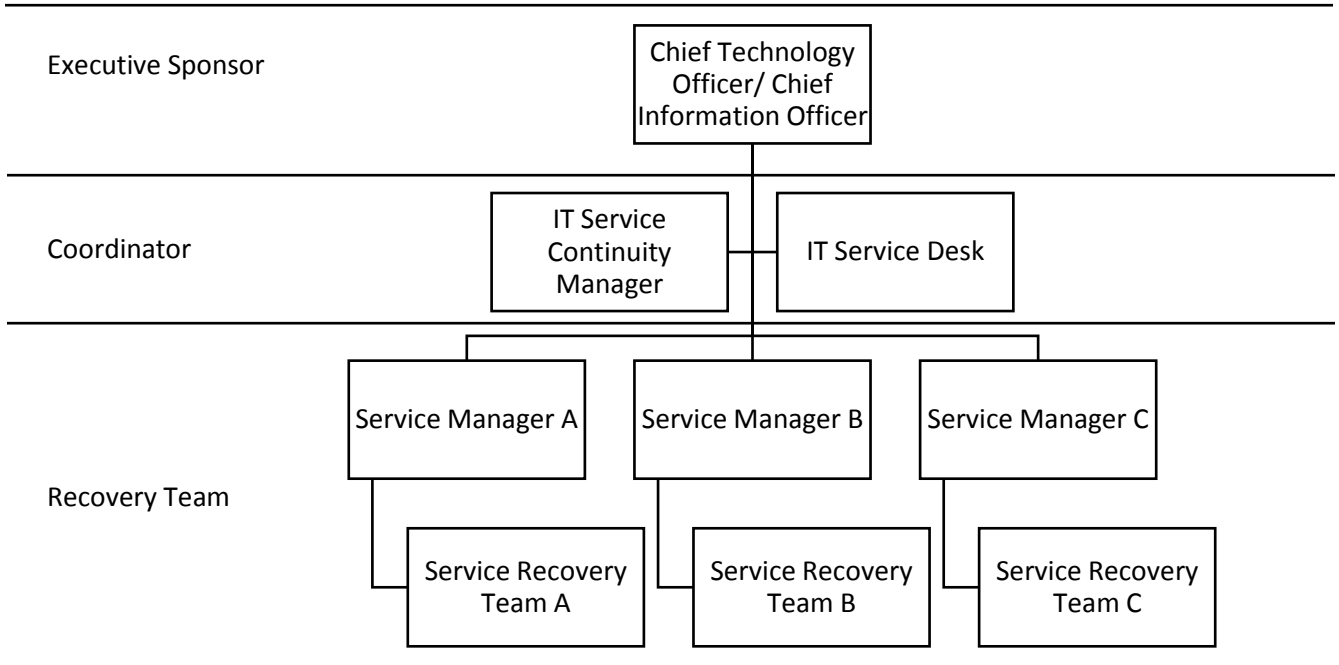 Executive Sponsor
Chief Technology
Officer/ Chief
Information Officer
Coordinator
IT Service
Continuity
Manager
IT Service Desk
Recovery Team
Service Manager A
Service Manager B
Service Manager C
Service Recovery
Team A
Service Recovery
Team B
Service Recovery
Team C